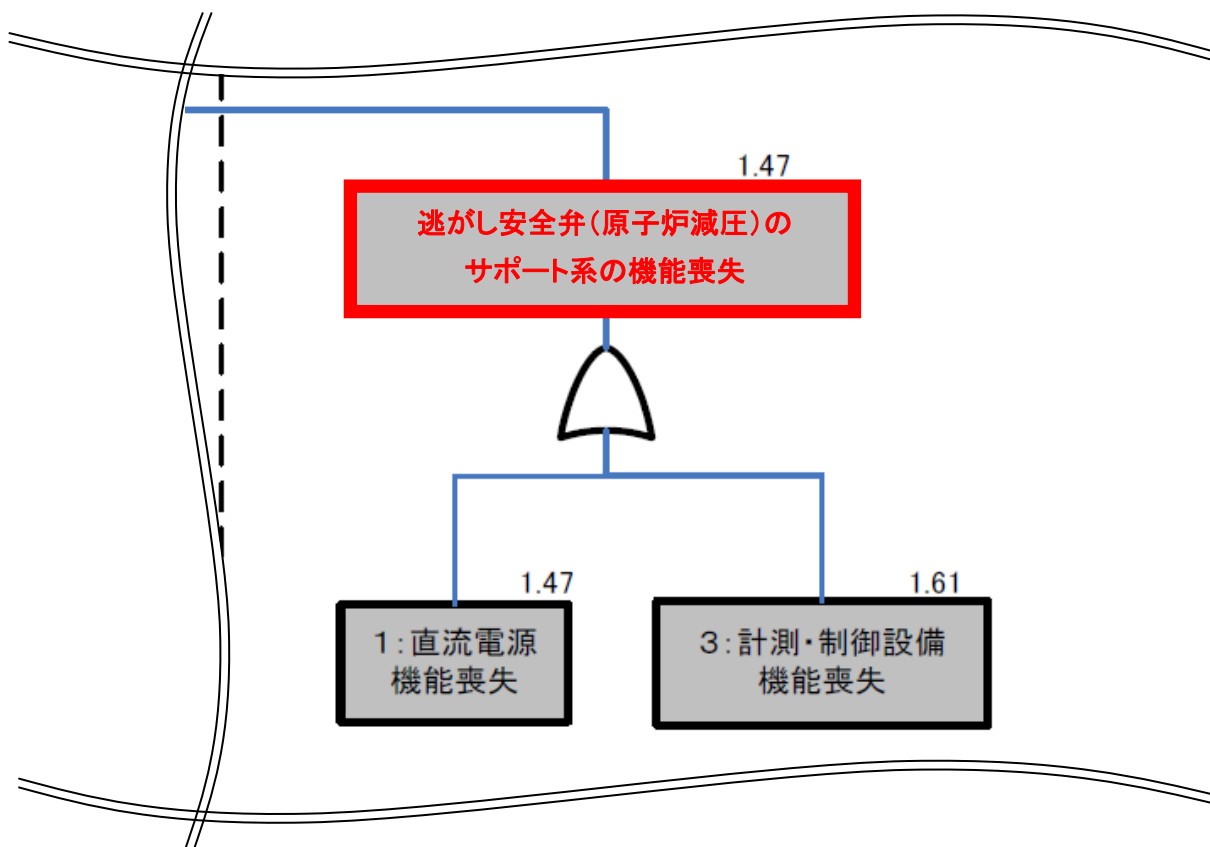 1.47
逃がし安全弁(原子炉減圧)の
サポート系の機能喪失
1.47
1:直流電源
機能喪失
1.61
3:計測・制御設備
機能喪失